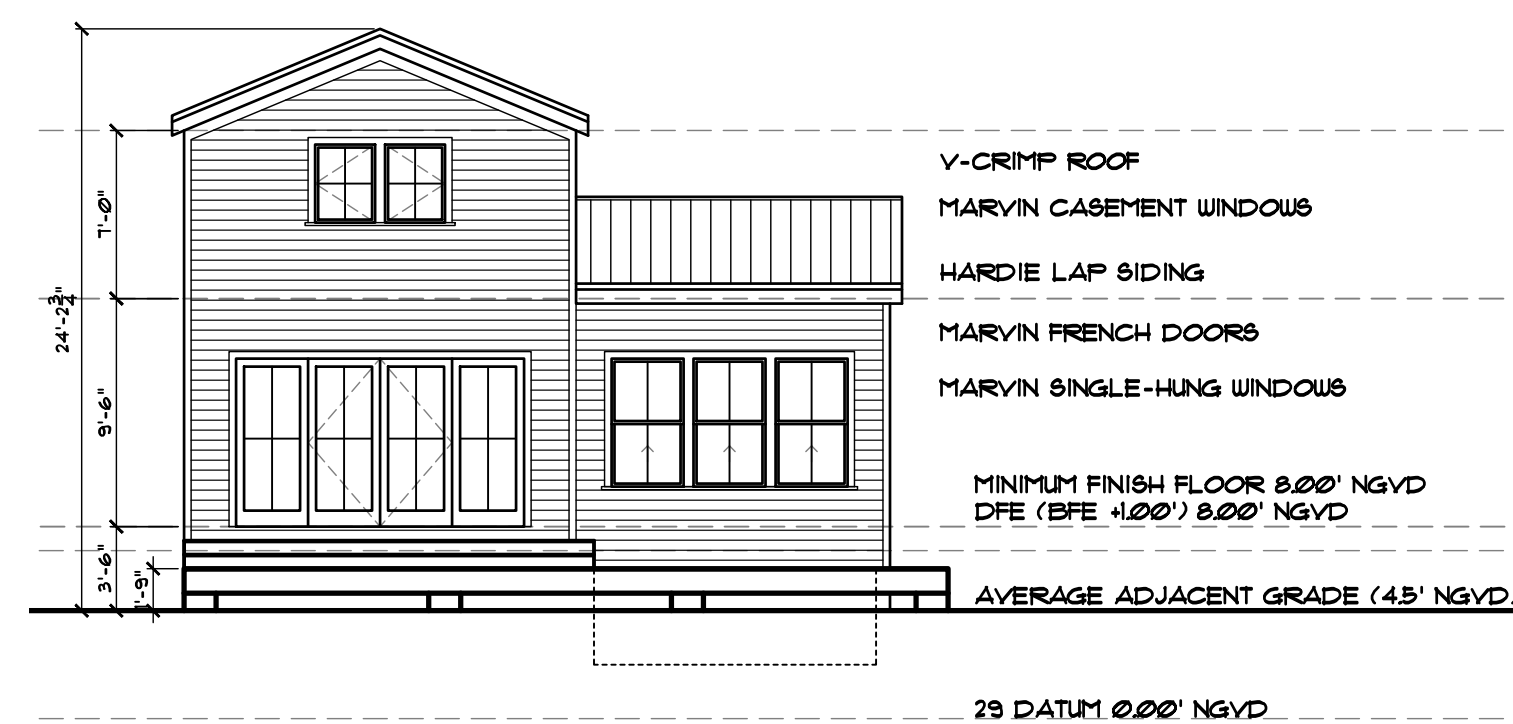 V-CRIMP ROOF
MARVIN CASEMENT WINDOWS
HARDIE LAP SIDING
MARVIN FRENCH DOORS
MARVIN SINGLE-HUNG WINDOWS
MINIMUM FINISH FLOOR 8.00' NGVD
DFE (BFE +1.00') 8.00' NGVD
AVERAGE ADJACENT GRADE (4.5' NGVD
29 DATUM 0.00' NGVD
24'-2 3/4"
7'-0"
9'-6"
3'-6"
1'-9"